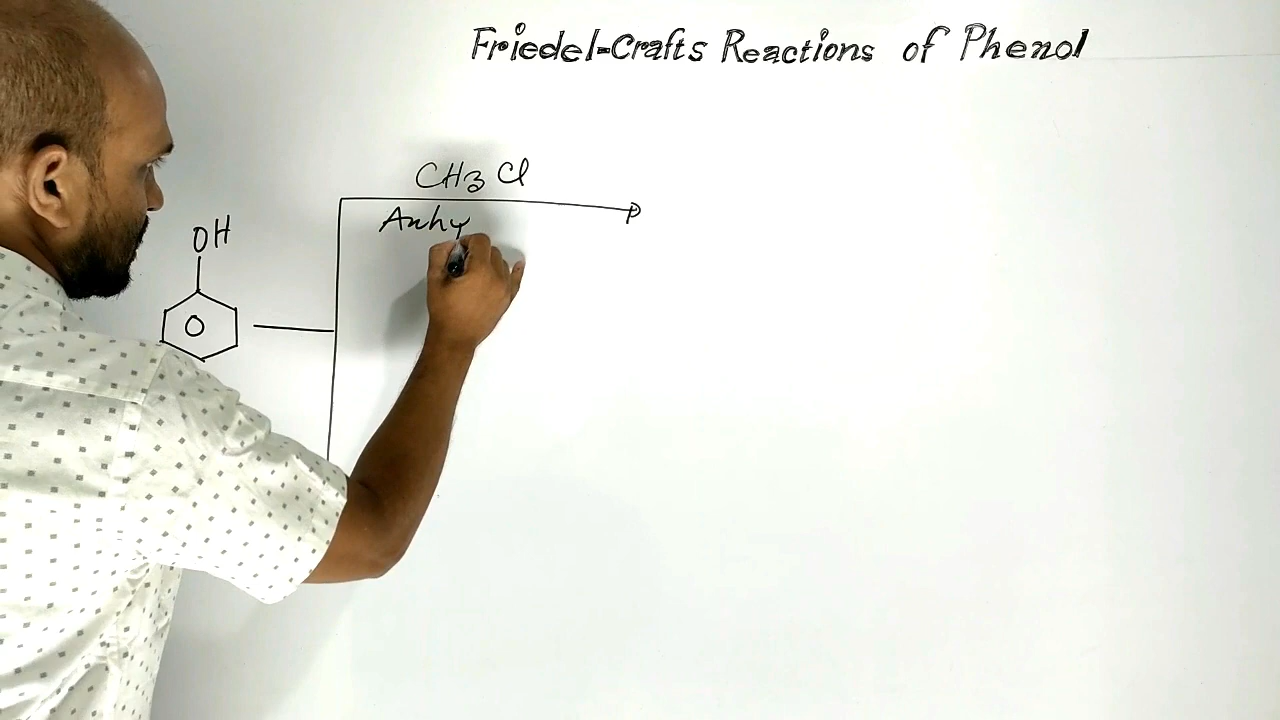 Friedel-Crafts Reactions of Phenol
CH3 Cl
Anhy
OH